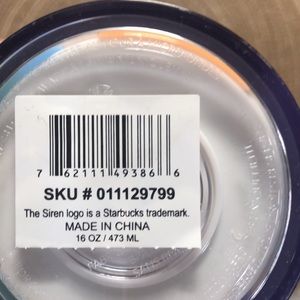 7 62111 49386 6
SKU # 011129799
The Siren logo is a Starbucks trademark.
MADE IN CHINA
16 OZ / 473 ML